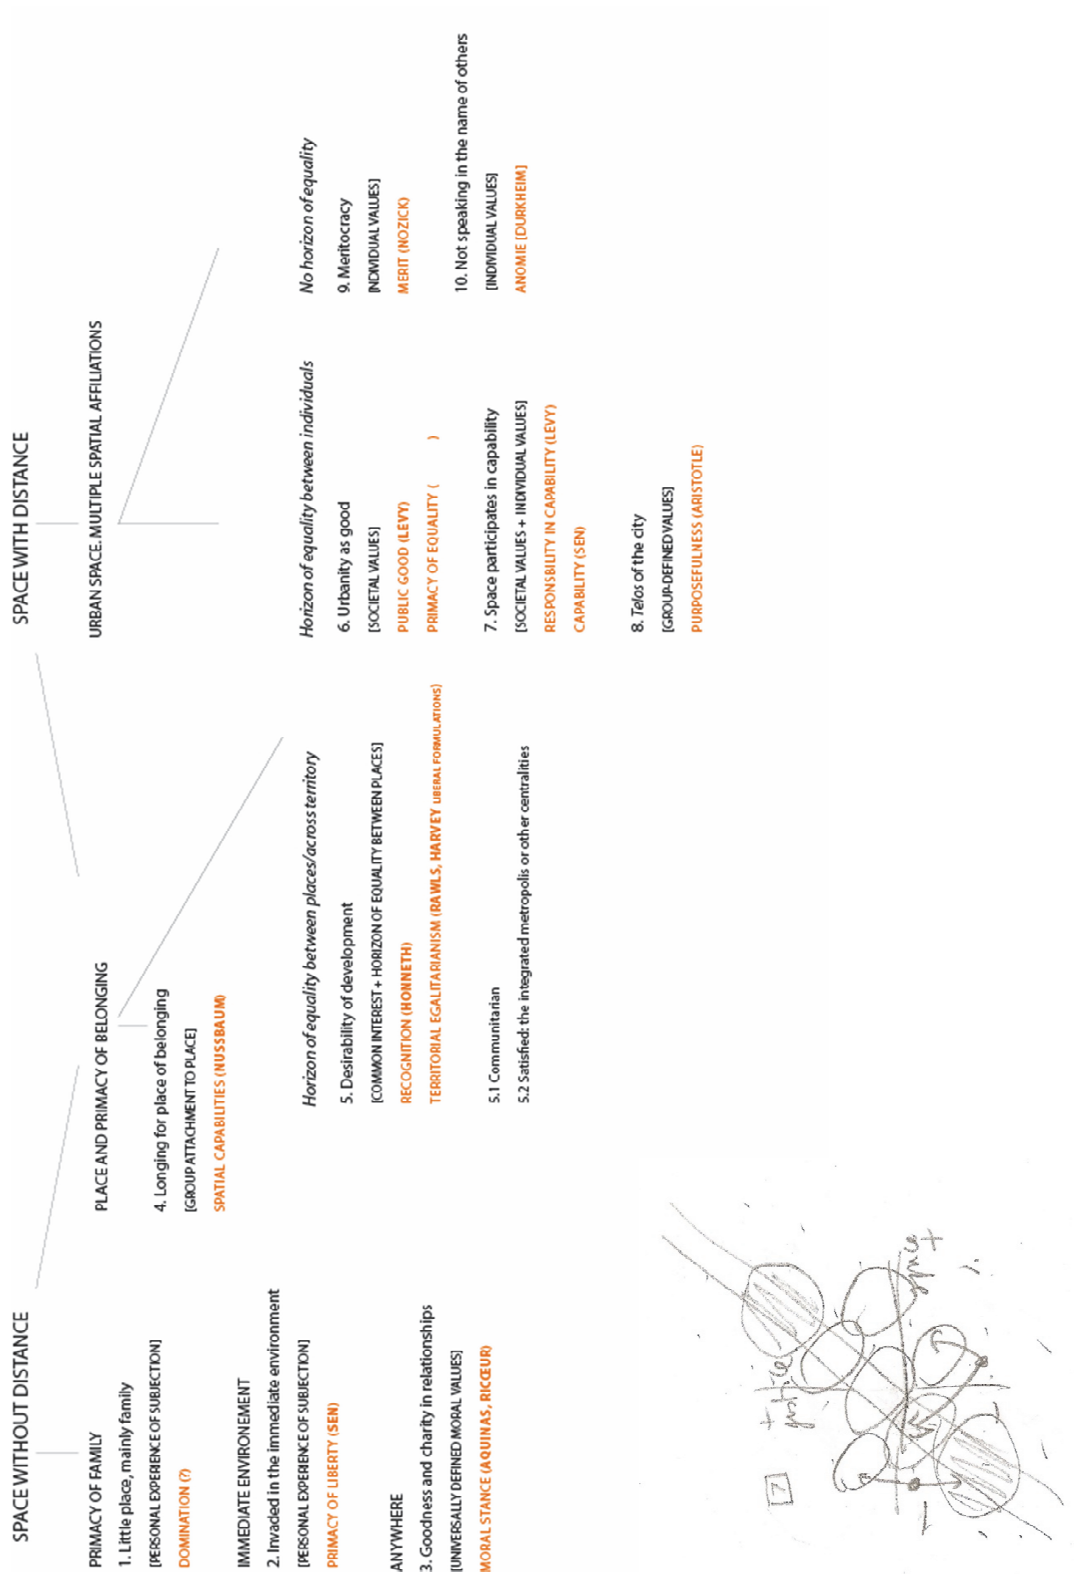 SPACE WITHOUT DISTANCE
PRIMACY OF FAMILY
1. Little place, mainly family
[PERSONAL EXPERIENCE OF SUBJECTION]
DOMINATION (?)
IMMEDIATE ENVIRONEMENT
2. Invaded in the immediate environment
[PERSONAL EXPERIENCE OF SUBJECTION]
PRIMACY OF LIBERTY (SEN)
ANYWHERE
3. Goodness and charity in relationships
[UNIVERSALLY DEFINED MORAL VALUES]
MORAL STANCE (AQUINAS, RICŒUR)
PLACE AND PRIMACY OF BELONGING
4. Longing for place of belonging
[GROUP ATTACHMENT TO PLACE]
SPATIAL CAPABILITIES (NUSSBAUM)
Horizon of equality between places/across territory
5. Desirability of development
[COMMON INTEREST + HORIZON OF EQUALITY BETWEEN PLACES]
RECOGNITION (HONNETH)
TERRITORIAL EGALITARIANISM (RAWLS, HARVEY LIBERAL FORMULATIONS)
5.1 Communitarian
5.2 Satisfied: the integrated metropolis or other centralities
SPACE WITH DISTANCE
URBAN SPACE. MULTIPLE SPATIAL AFFILIATIONS
Horizon of equality between individuals
6. Urbanity as good
[SOCIETAL VALUES]
PUBLIC GOOD (LEVY)
PRIMACY OF EQUALITY ( )
7. Space participates in capability
[SOCIETAL VALUES + INDIVIDUAL VALUES]
RESPONSBILITY IN CAPABILITY (LEVY)
CAPABILITY (SEN)
8. Telos of the city
[GROUP-DEFINED VALUES]
PURPOSEFULNESS (ARISTOTLE)
No horizon of equality
9. Meritocracy
[INDIVIDUAL VALUES]
MERIT (NOZICK)
10. Not speaking in the name of others
[INDIVIDUAL VALUES]
ANOMIE [DURKHEIM]
+
justice
space
+